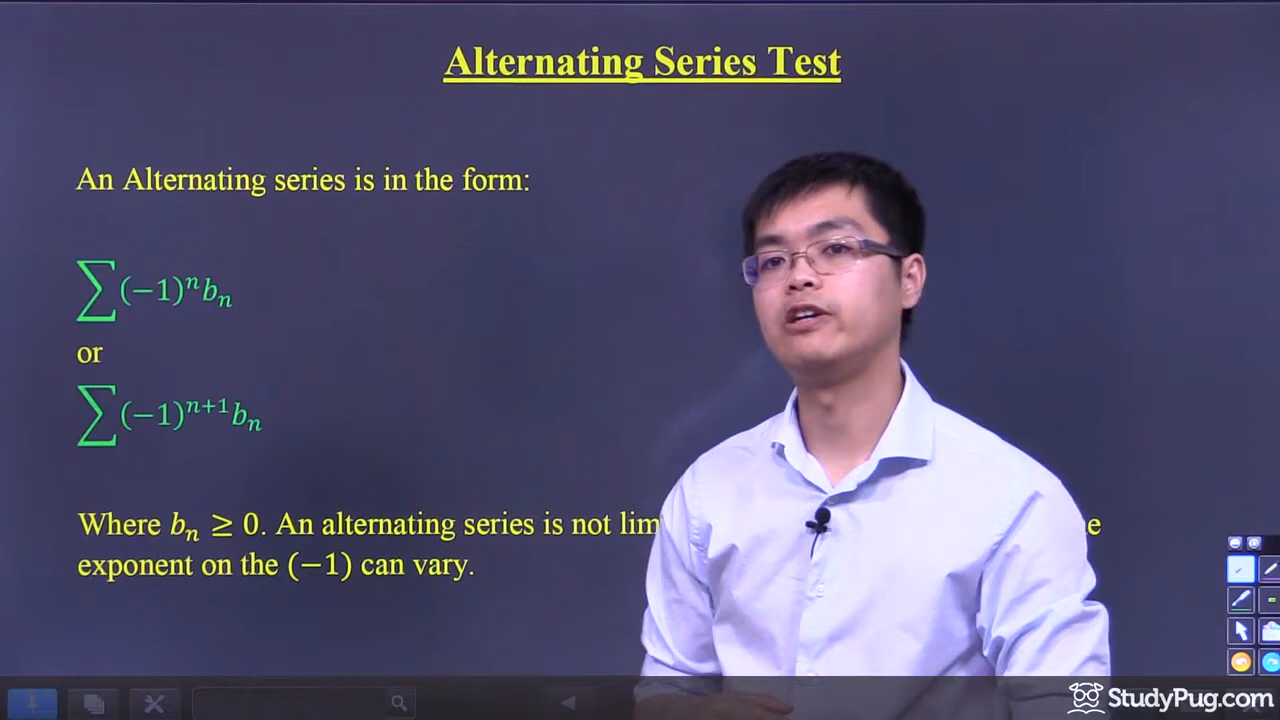 Alternating Series Test
An Alternating series is in the form:
∑(−1)ⁿbₙ
or
∑(−1)ⁿ⁺¹bₙ
Where bₙ ≥ 0. An alternating series is not
exponent on the (−1) can vary.
StudyPug.com